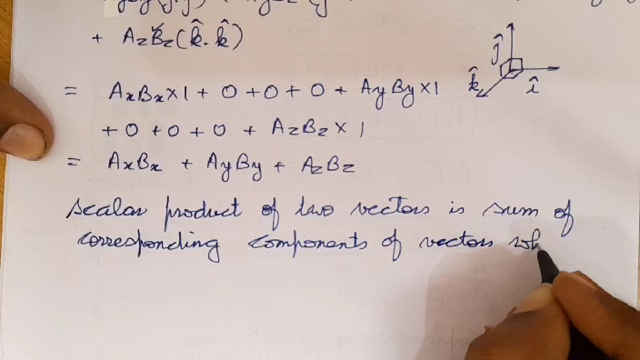 + AzBz(k̂.k̂)
= AxBx×1 + 0 + 0 + 0 + AyBy×1
+ 0 + 0 + 0 + AzBz×1
= AxBx + AyBy + AzBz
ĵ
k̂
î
scalar product of two vectors is sum of
corresponding components of vectors wh